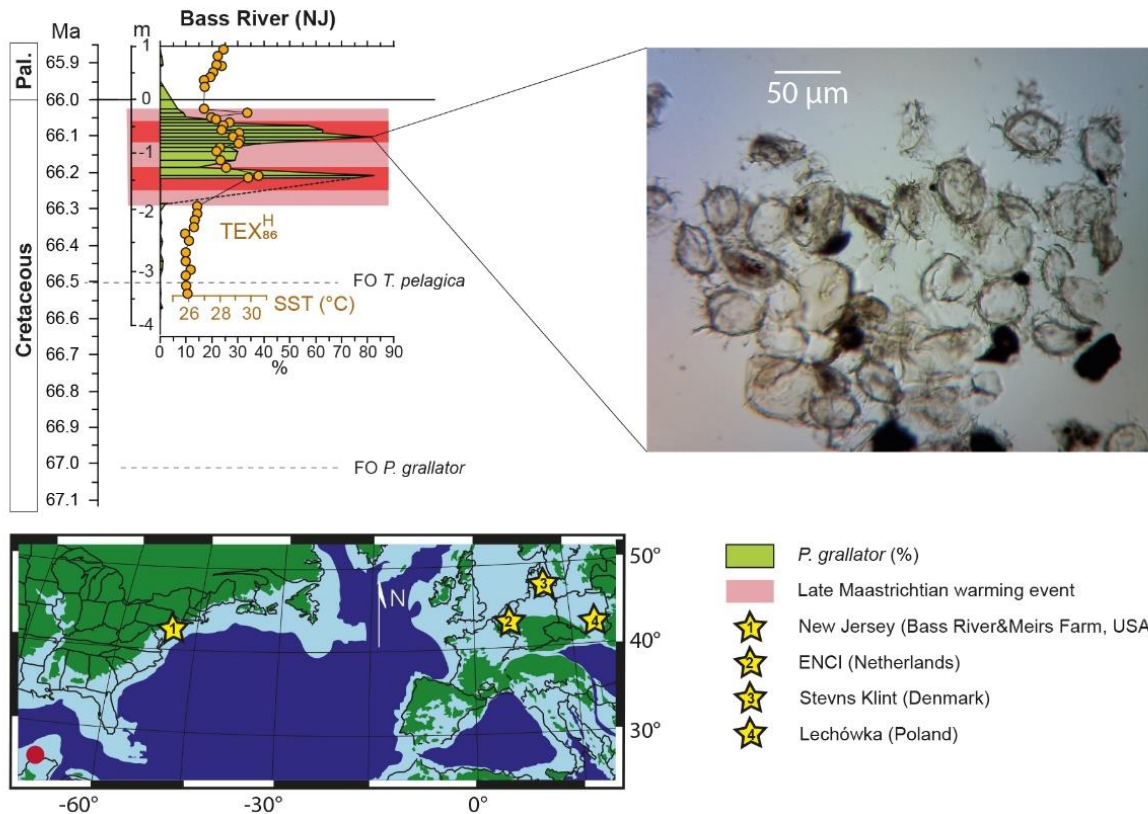 Bass River (NJ)
Ma
m
Pal.
Cretaceous
65.9
66.0
66.1
66.2
66.3
66.4
66.5
66.6
66.7
66.8
66.9
67.0
67.1
1
0
-1
-2
-3
-4
TEX86H
FO T. pelagica
26 28 30
SST (°C)
0 10 20 30 40 50 60 70 80 90
%
FO P. grallator
50 µm
N
1
2
3
4
50°
40°
30°
-60° -30° 0°
P. grallator (%)
Late Maastrichtian warming event
1 New Jersey (Bass River&Meirs Farm, USA
2 ENCI (Netherlands)
3 Stevns Klint (Denmark)
4 Lechówka (Poland)